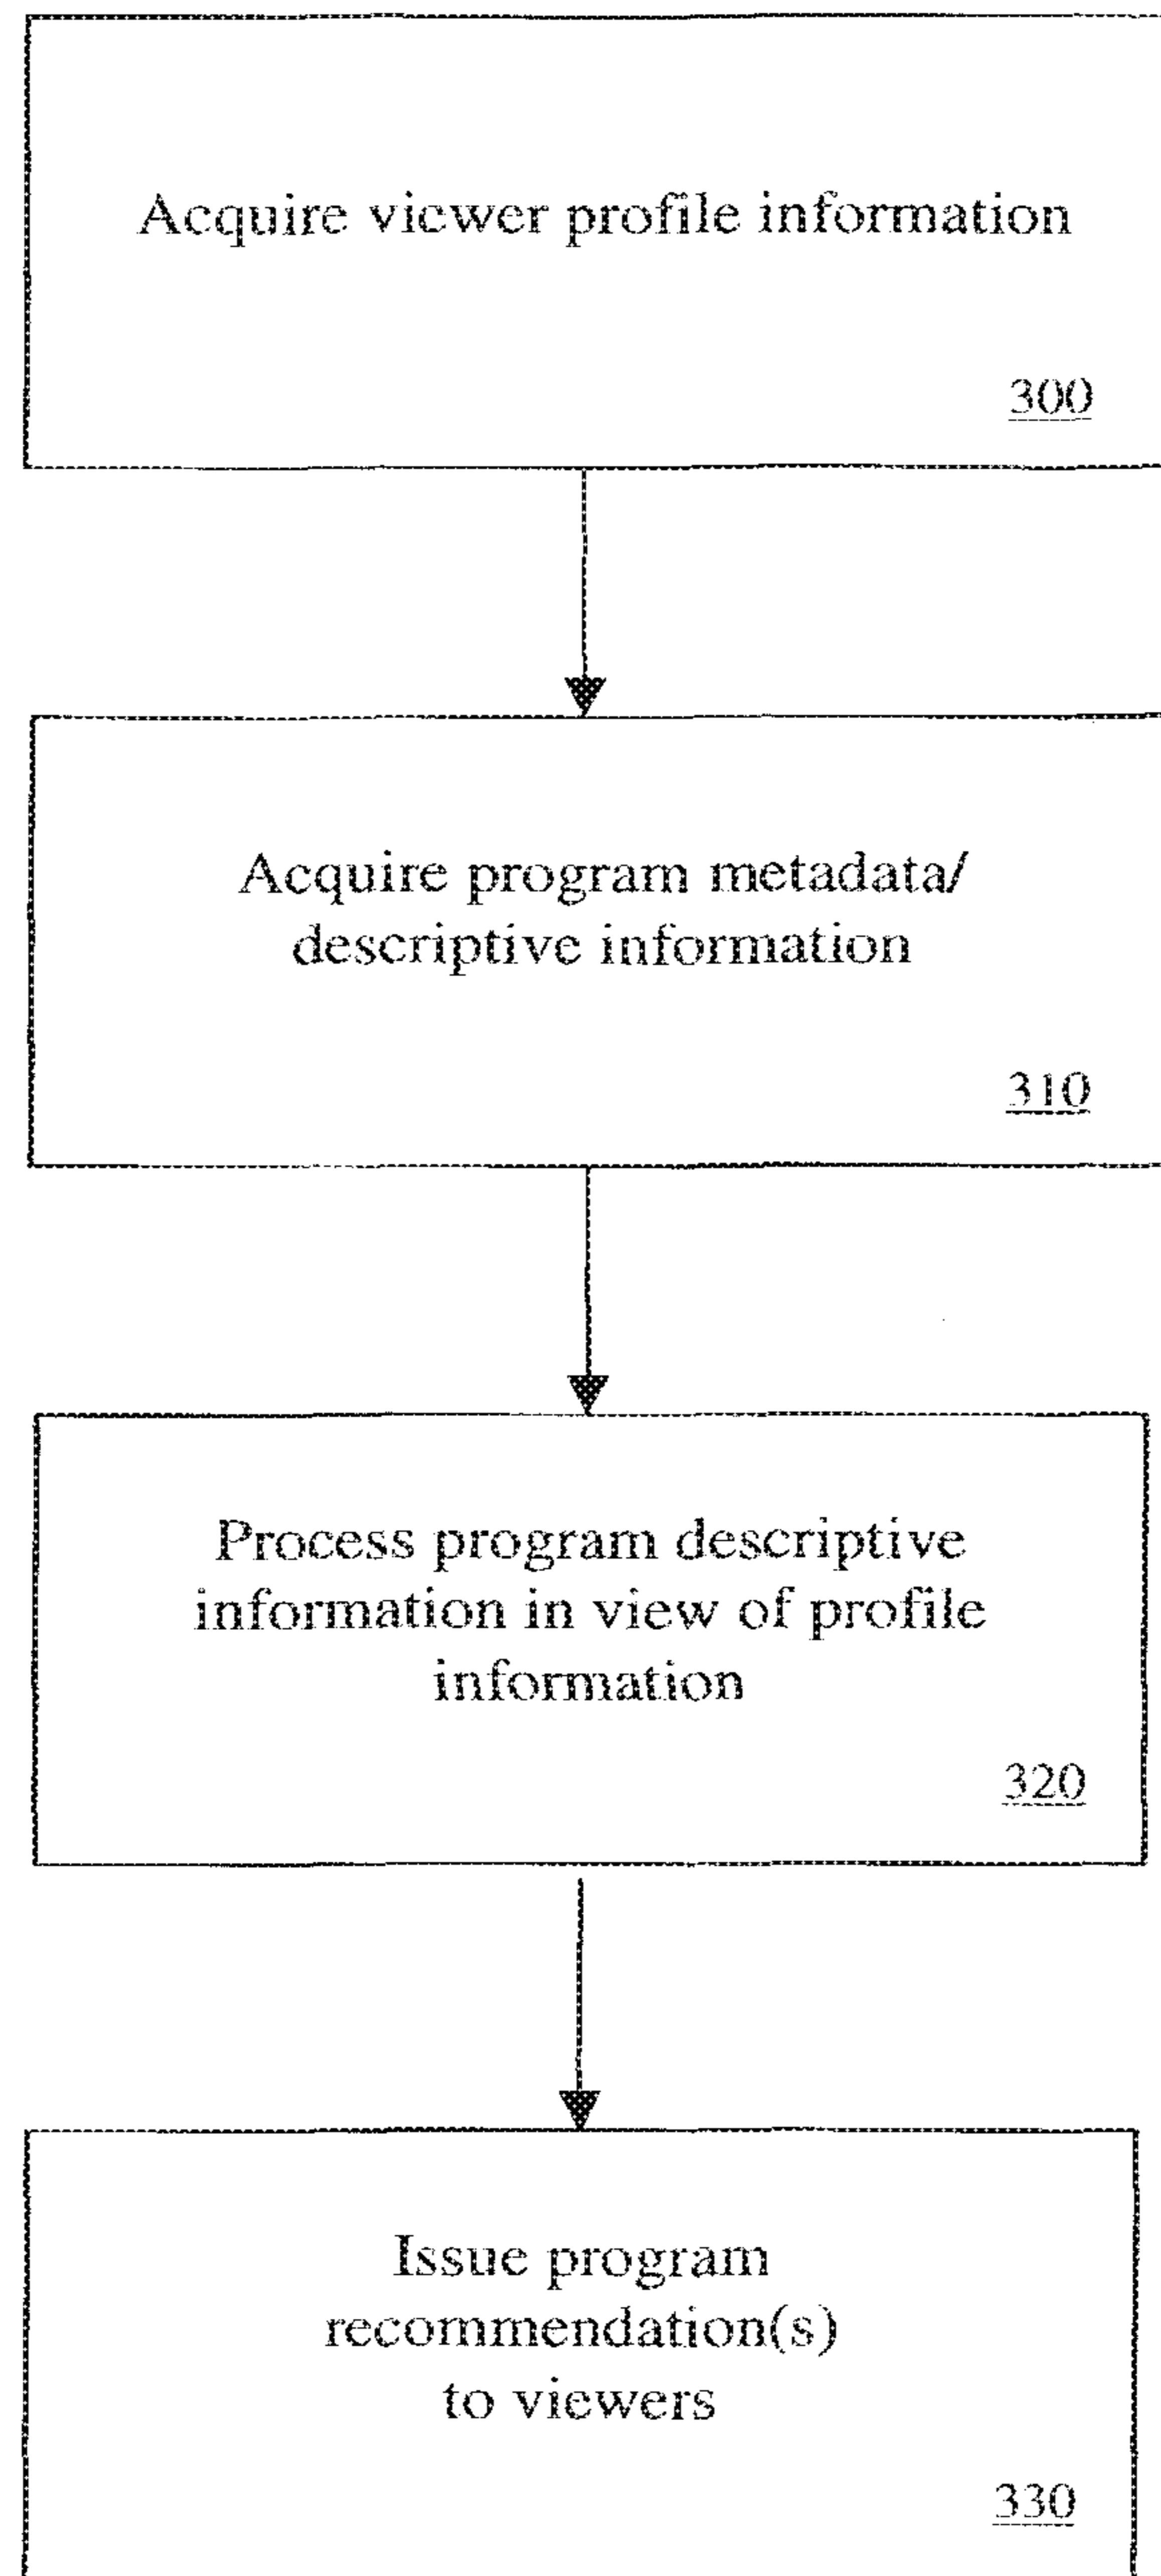 Acquire viewer profile information
300
Acquire program metadata/
descriptive information
310
Process program descriptive
information in view of profile
information
320
Issue program
recommendation(s)
to viewers
330